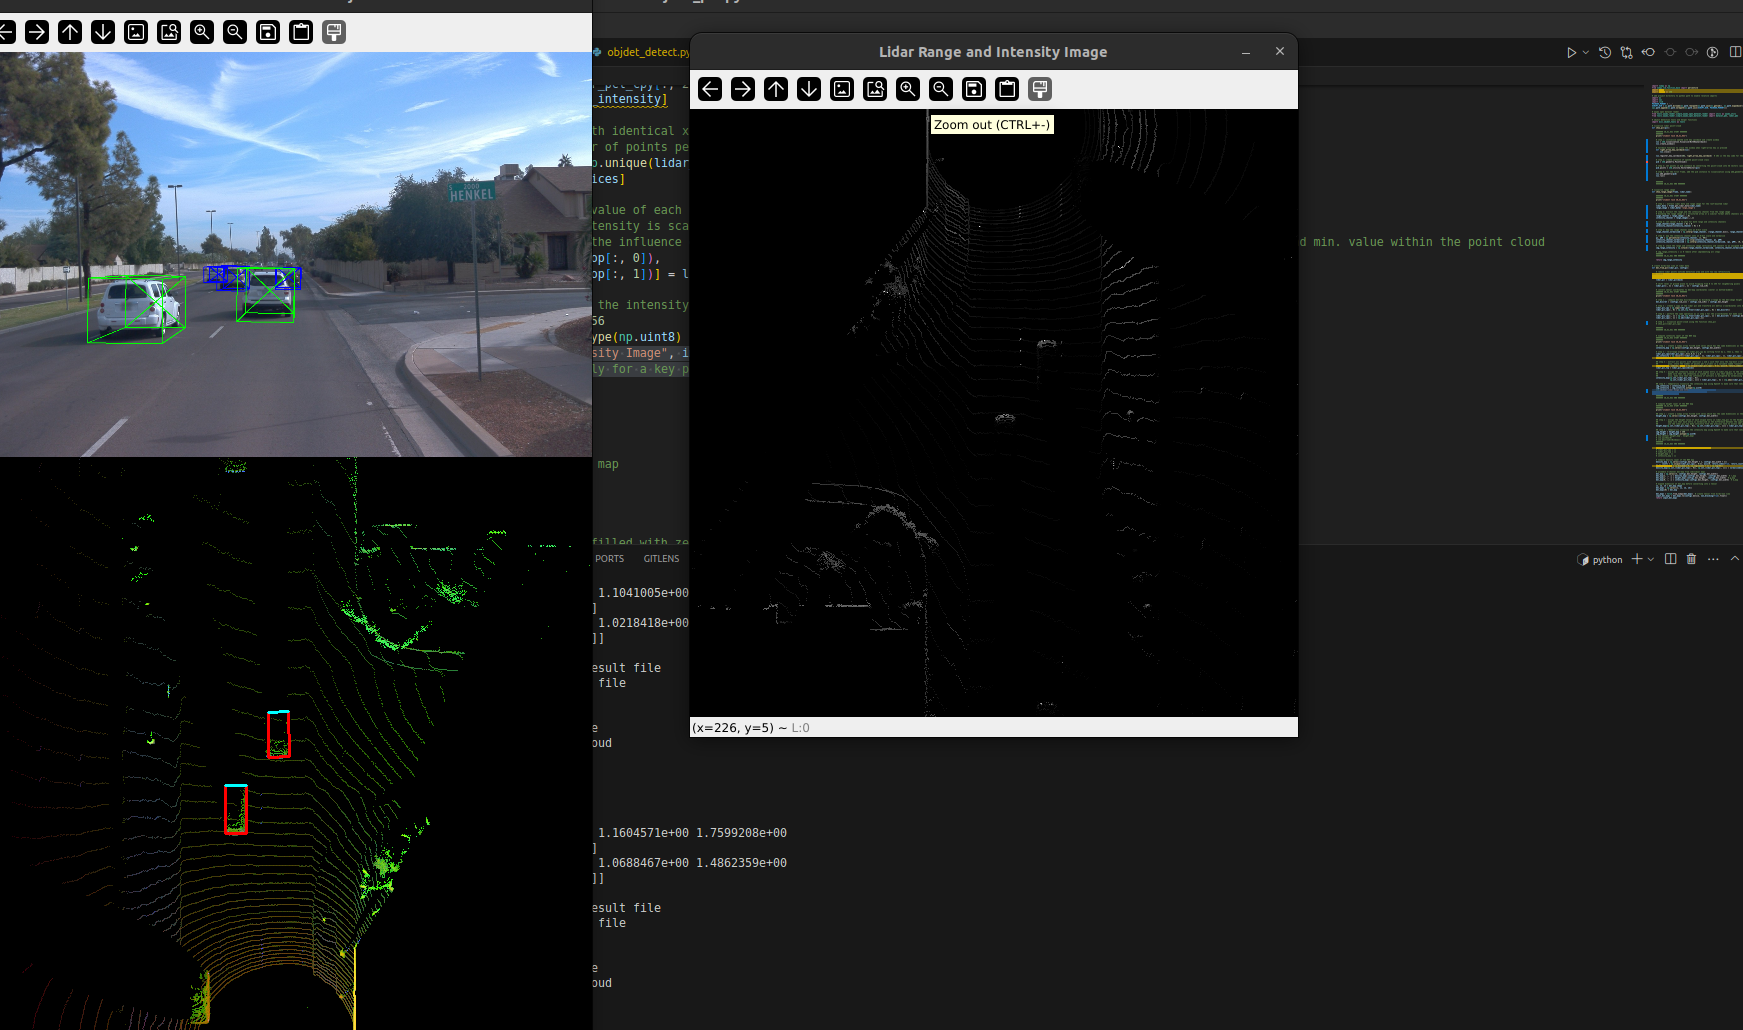 S 2000
HENKEL
objdet_detect.py
_pcl_cpy[:, 2
intensity]
th identical x
r of points pe
p.unique(lidar
ices]
value of each
tensity is sca
the influence
d min. value within the point cloud
op[:, 0]),
op[:, 1])] = l
the intensity
56
ype(np.uint8)
sity Image", i
ly for a key p
map
filled with ze
Lidar Range and Intensity Image
Zoom out (CTRL+-)
(x=226, y=5) ~ L:0
PORTS GITLENS
python
1.1041005e+00
]
1.0218418e+00
]]
esult file
file
e
oud
1.1604571e+00 1.7599208e+00
]
1.0688467e+00 1.4862359e+00
]]
esult file
file
e
oud